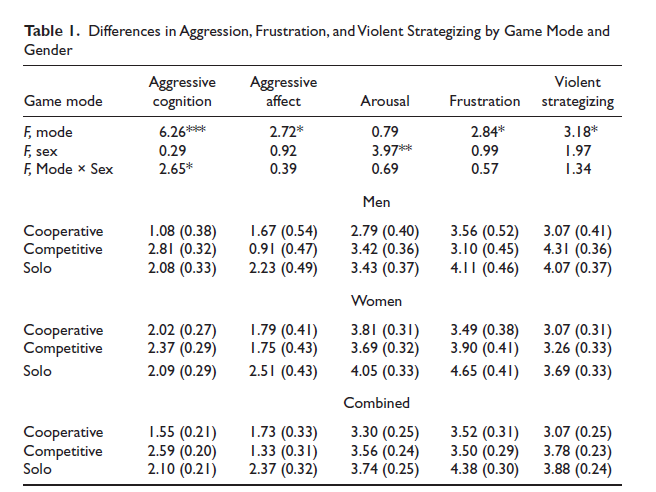 Table 1. Differences in Aggression, Frustration, and Violent Strategizing by Game Mode and
Gender
Game mode Aggressive cognition Aggressive affect Arousal Frustration Violent strategizing
F, mode 6.26*** 2.72* 0.79 2.84* 3.18*
F, sex 0.29 0.92 3.97** 0.99 1.97
F, Mode × Sex 2.65* 0.39 0.69 0.57 1.34
Men
Cooperative 1.08 (0.38) 1.67 (0.54) 2.79 (0.40) 3.56 (0.52) 3.07 (0.41)
Competitive 2.81 (0.32) 0.91 (0.47) 3.42 (0.36) 3.10 (0.45) 4.31 (0.36)
Solo 2.08 (0.33) 2.23 (0.49) 3.43 (0.37) 4.11 (0.46) 4.07 (0.37)
Women
Cooperative 2.02 (0.27) 1.79 (0.41) 3.81 (0.31) 3.49 (0.38) 3.07 (0.31)
Competitive 2.37 (0.29) 1.75 (0.43) 3.69 (0.32) 3.90 (0.41) 3.26 (0.33)
Solo 2.09 (0.29) 2.51 (0.43) 4.05 (0.33) 4.65 (0.41) 3.69 (0.33)
Combined
Cooperative 1.55 (0.21) 1.73 (0.33) 3.30 (0.25) 3.52 (0.31) 3.07 (0.25)
Competitive 2.59 (0.20) 1.33 (0.31) 3.56 (0.24) 3.50 (0.29) 3.78 (0.23)
Solo 2.10 (0.21) 2.37 (0.32) 3.74 (0.25) 4.38 (0.30) 3.88 (0.24)